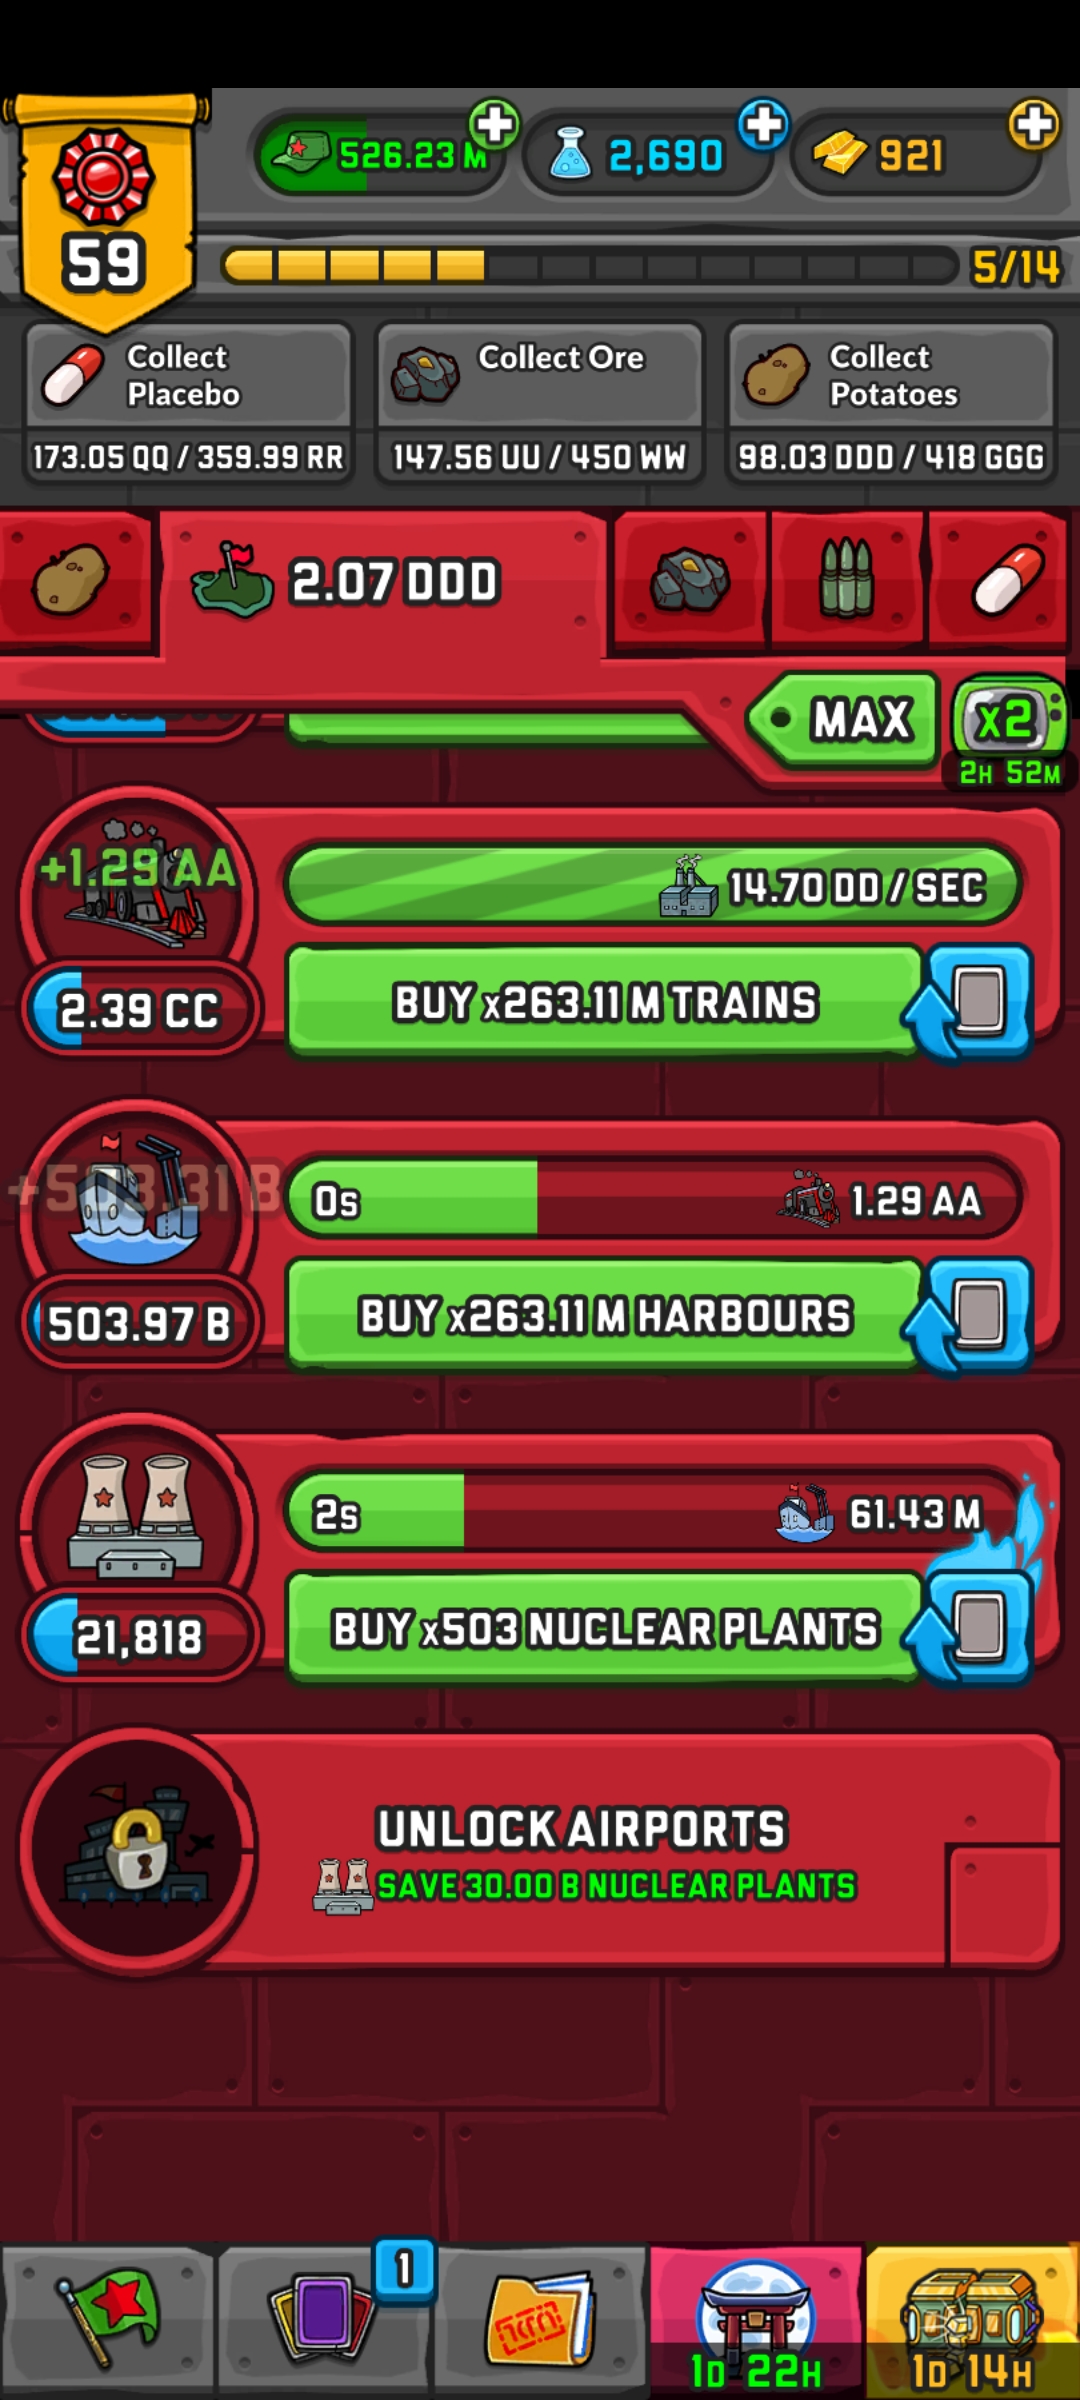 59
526.23 M
2,690
921
5/14
Collect Placebo
173.05 QQ / 359.99 RR
Collect Ore
147.56 UU / 450 WW
Collect Potatoes
98.03 DDD / 418 GGG
2.07 DDD
MAX
x2
2H 52M
+1.29 AA
14.70 DD / SEC
2.39 CC
BUY x263.11 M TRAINS
+503.31 B
0s
1.29 AA
503.97 B
BUY x263.11 M HARBOURS
2s
61.43 M
21,818
BUY x503 NUCLEAR PLANTS
UNLOCK AIRPORTS
SAVE 30.00 B NUCLEAR PLANTS
1
1D 22H
1D 14H